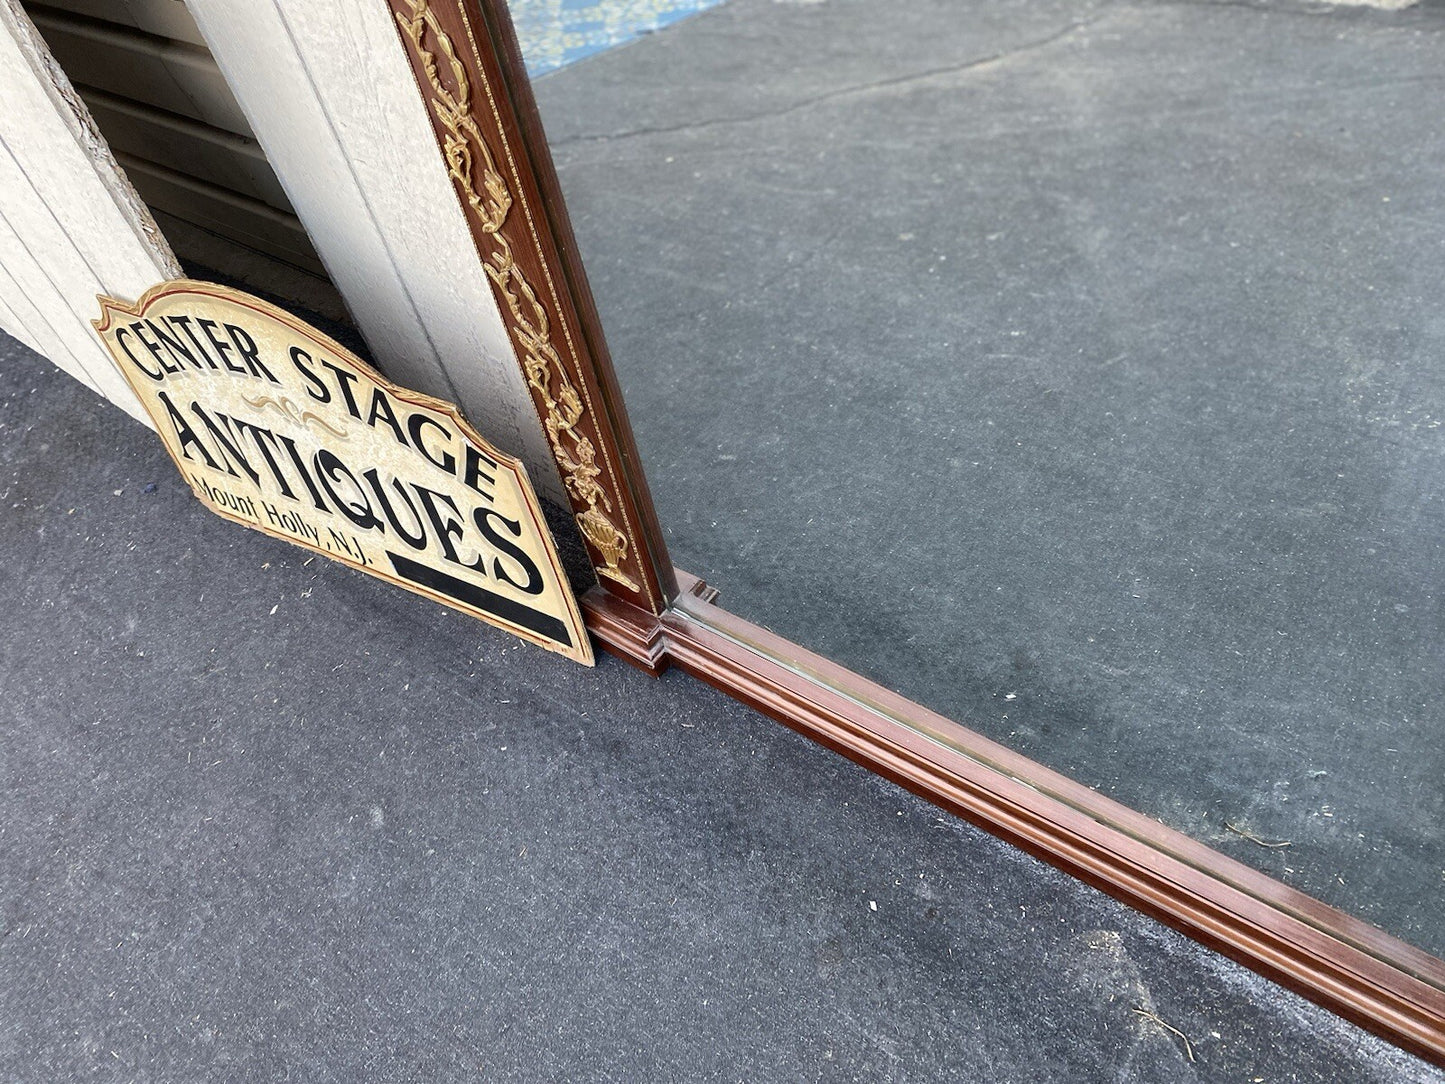 CENTER STAGE
ANTIQUES
Mount Holly, N.J.